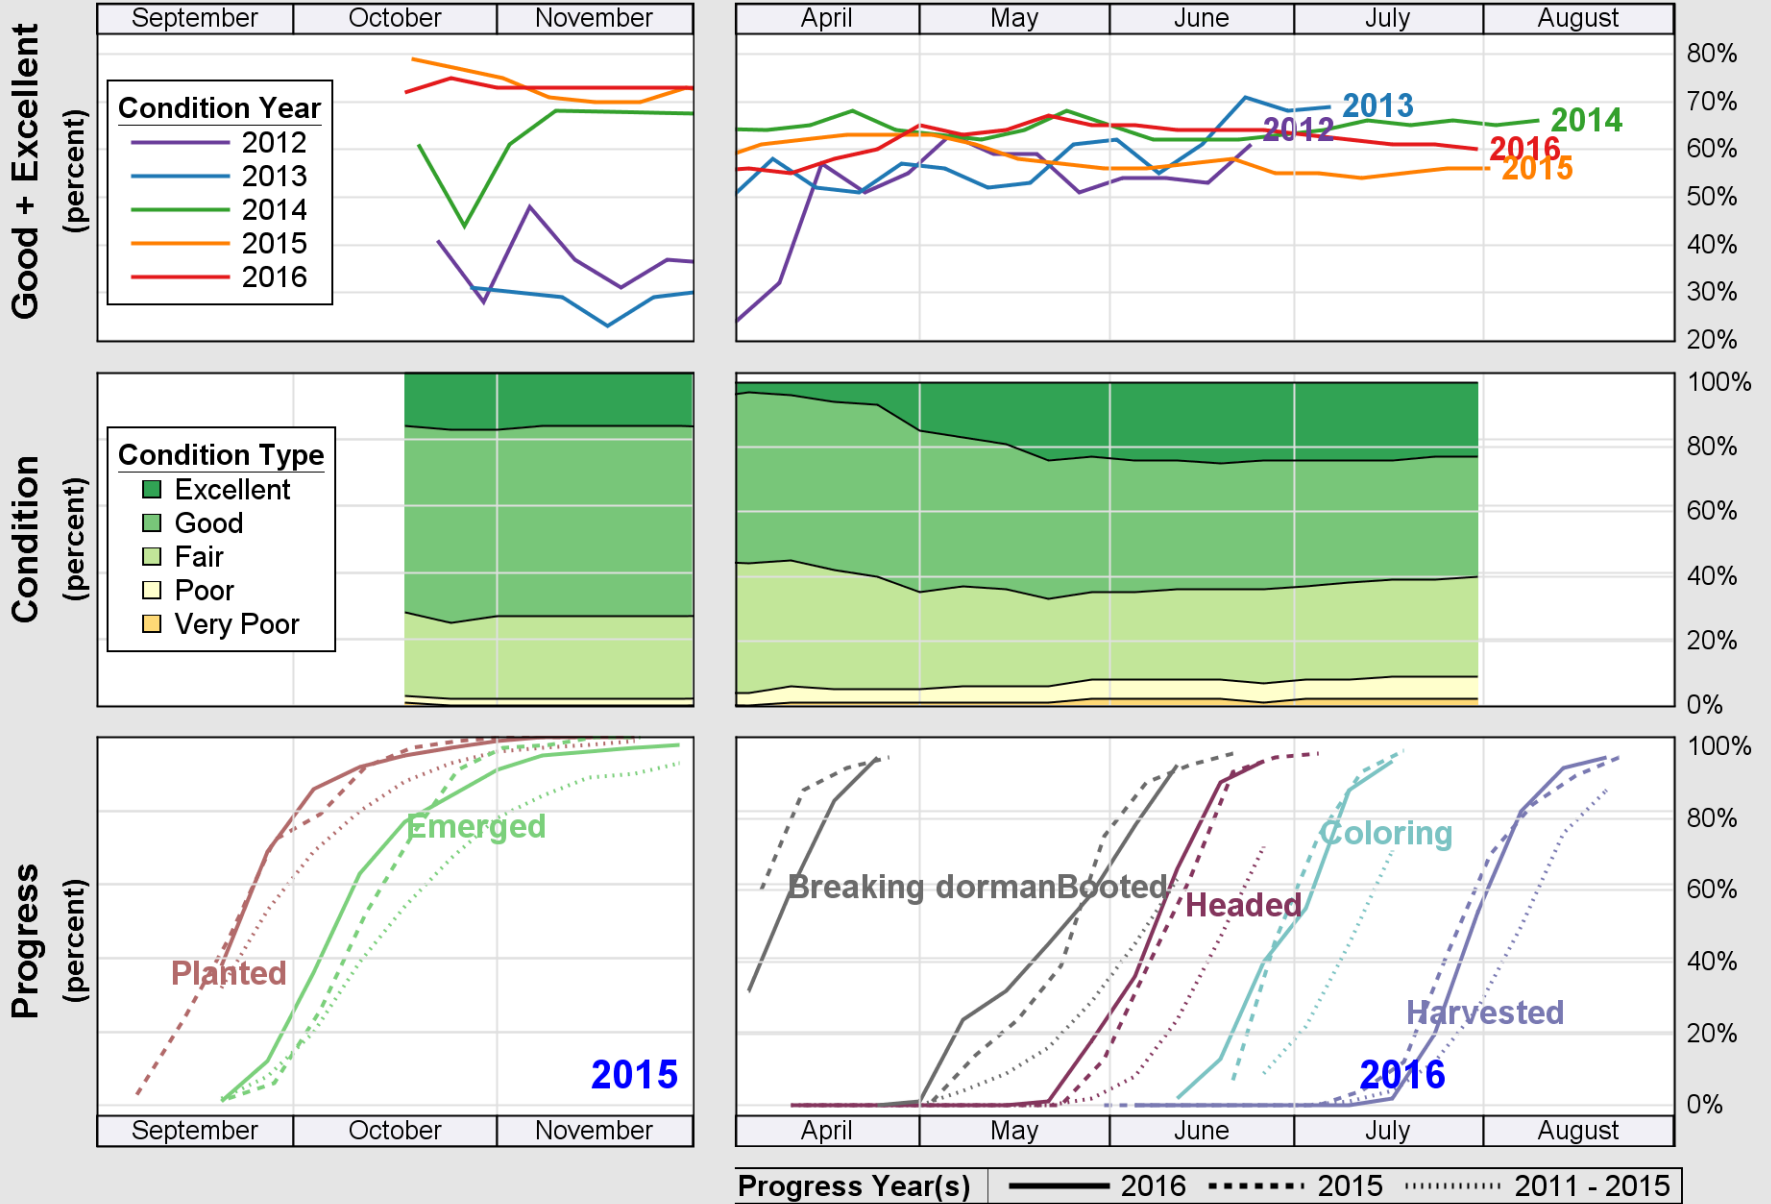 September October November April May June July August
Good + Excellent
(percent)
Condition Year
2012
2013
2014
2015
2016
2013
2012
2014
2016
2015
80%
70%
60%
50%
40%
30%
20%
Condition
(percent)
Condition Type
Excellent
Good
Fair
Poor
Very Poor
100%
80%
60%
40%
20%
0%
Progress
(percent)
Planted
Emerged
2015
Breaking dorman
Booted
Headed
Coloring
Harvested
2016
100%
80%
60%
40%
20%
0%
September October November April May June July August
Progress Year(s) 2016 2015 2011 - 2015